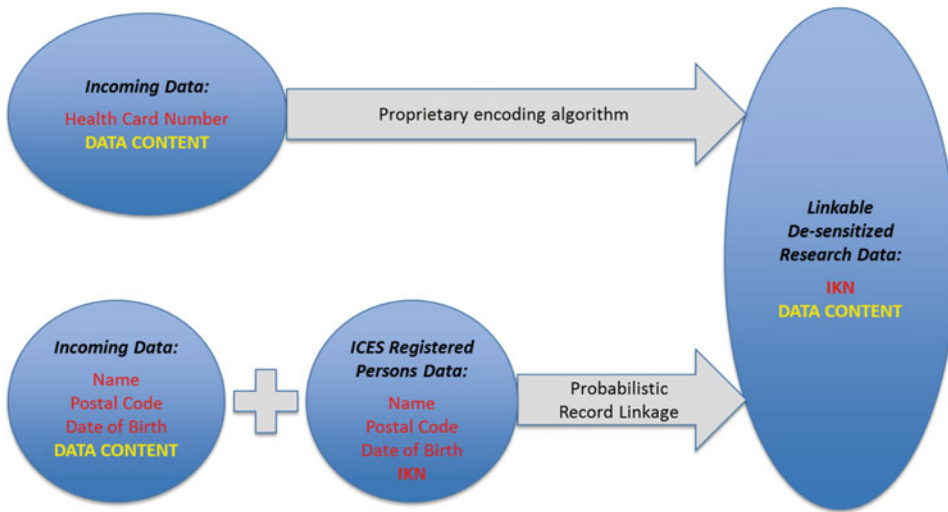 Incoming Data:
Health Card Number
DATA CONTENT
Proprietary encoding algorithm
Linkable
De-sensitized
Research Data:
IKN
DATA CONTENT
Incoming Data:
Name
Postal Code
Date of Birth
DATA CONTENT
ICES Registered
Persons Data:
Name
Postal Code
Date of Birth
IKN
Probabilistic
Record Linkage